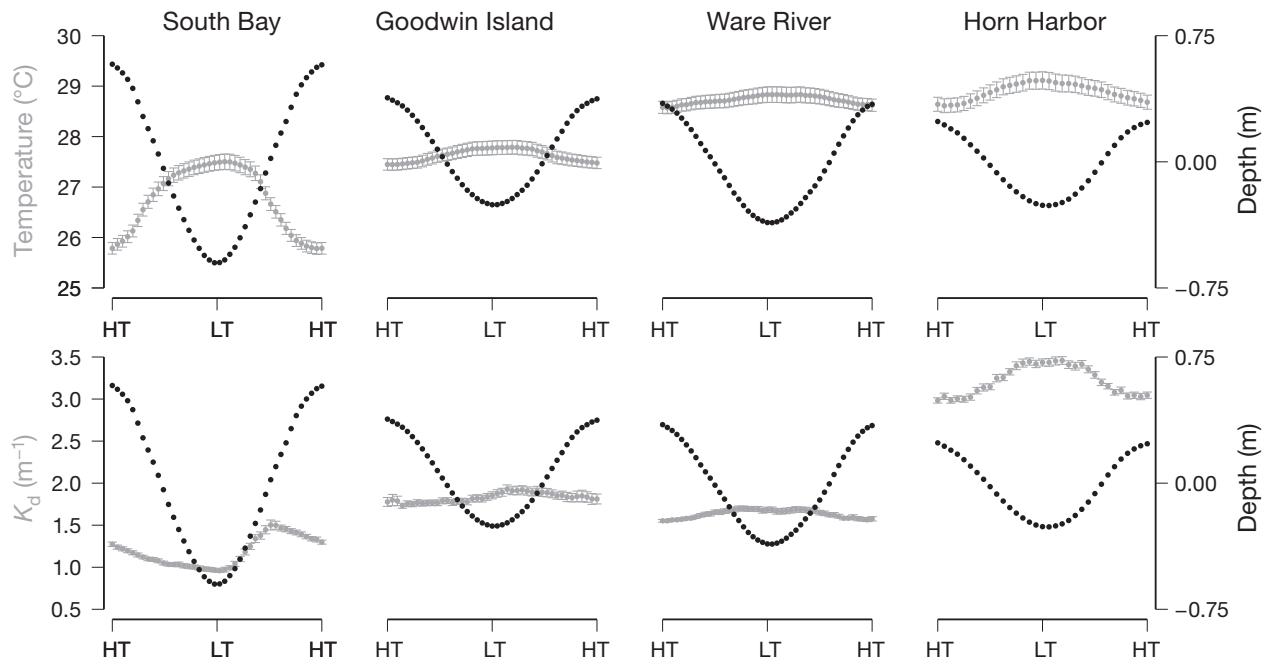 South Bay Goodwin Island Ware River Horn Harbor
30 0.75
29
28
27 0.00
26
25 −0.75
Temperature (°C)
Depth (m)
HT LT HT HT LT HT HT LT HT HT LT HT
3.5 0.75
3.0
2.5
2.0 0.00
1.5
1.0
0.5 −0.75
Kd (m−1)
Depth (m)
HT LT HT HT LT HT HT LT HT HT LT HT